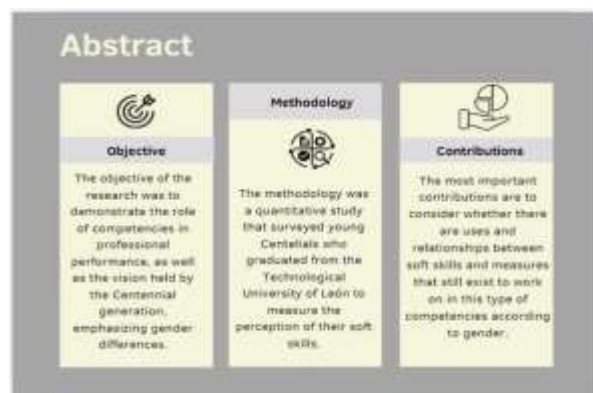 Abstract
Objective
The objective of the
research was to
demonstrate the role
of competencies in
professional
performance, as well
as the vision held by
the Centennial
generation,
emphasizing gender
differences.
Methodology
The methodology was
a quantitative study
that surveyed young
Centelials who
graduated from the
Technological
University of León to
measure the
perception of their soft
skills.
Contributions
The most important
contributions are to
consider whether there
are uses and
relationships between
soft skills and measures
that still exist to work
on in this type of
competencies according
to gender.